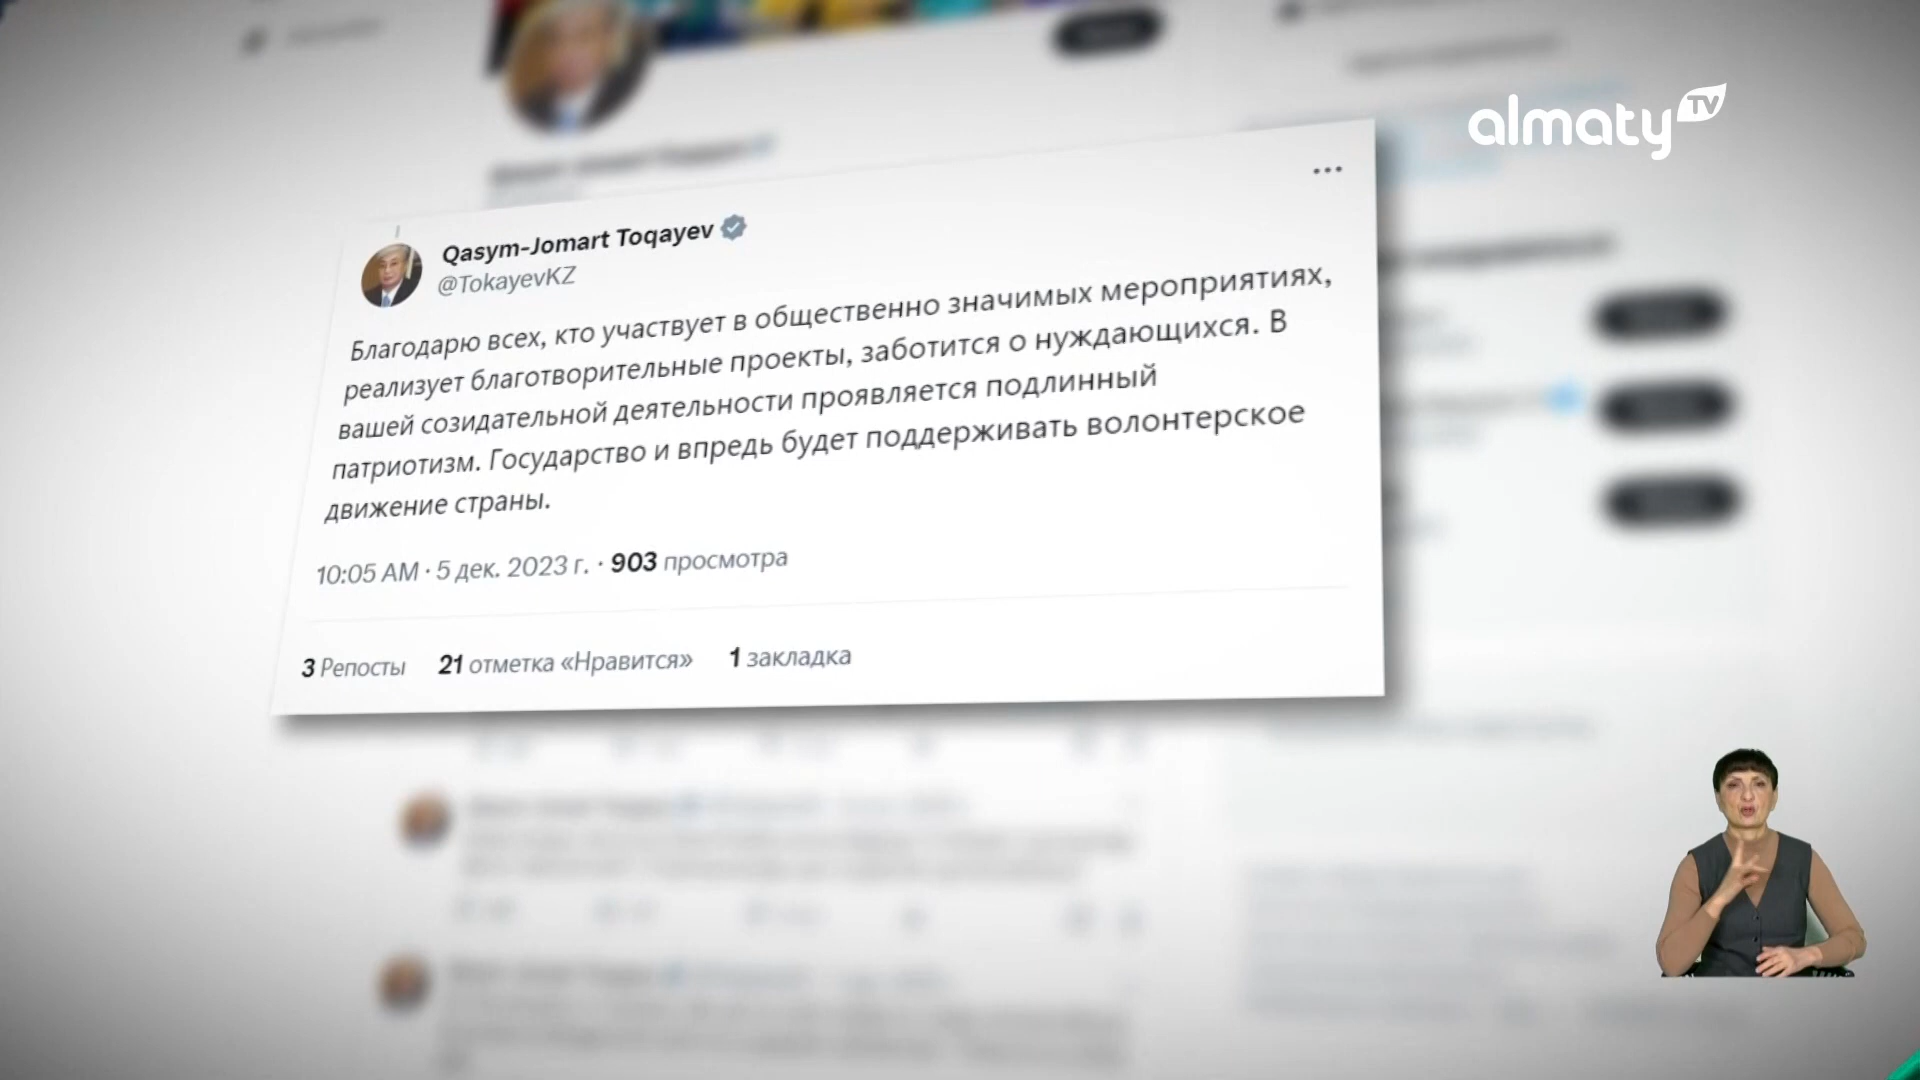 almaty TV
Qasym-Jomart Toqayev
@TokayevKZ
Благодарю всех, кто участвует в общественно значимых мероприятиях,
реализует благотворительные проекты, заботится о нуждающихся. В
вашей созидательной деятельности проявляется подлинный
патриотизм. Государство и впредь будет поддерживать волонтерское
движение страны.
10:05 AM · 5 дек. 2023 г. · 903 просмотра
3 Репосты 21 отметка «Нравится» 1 закладка